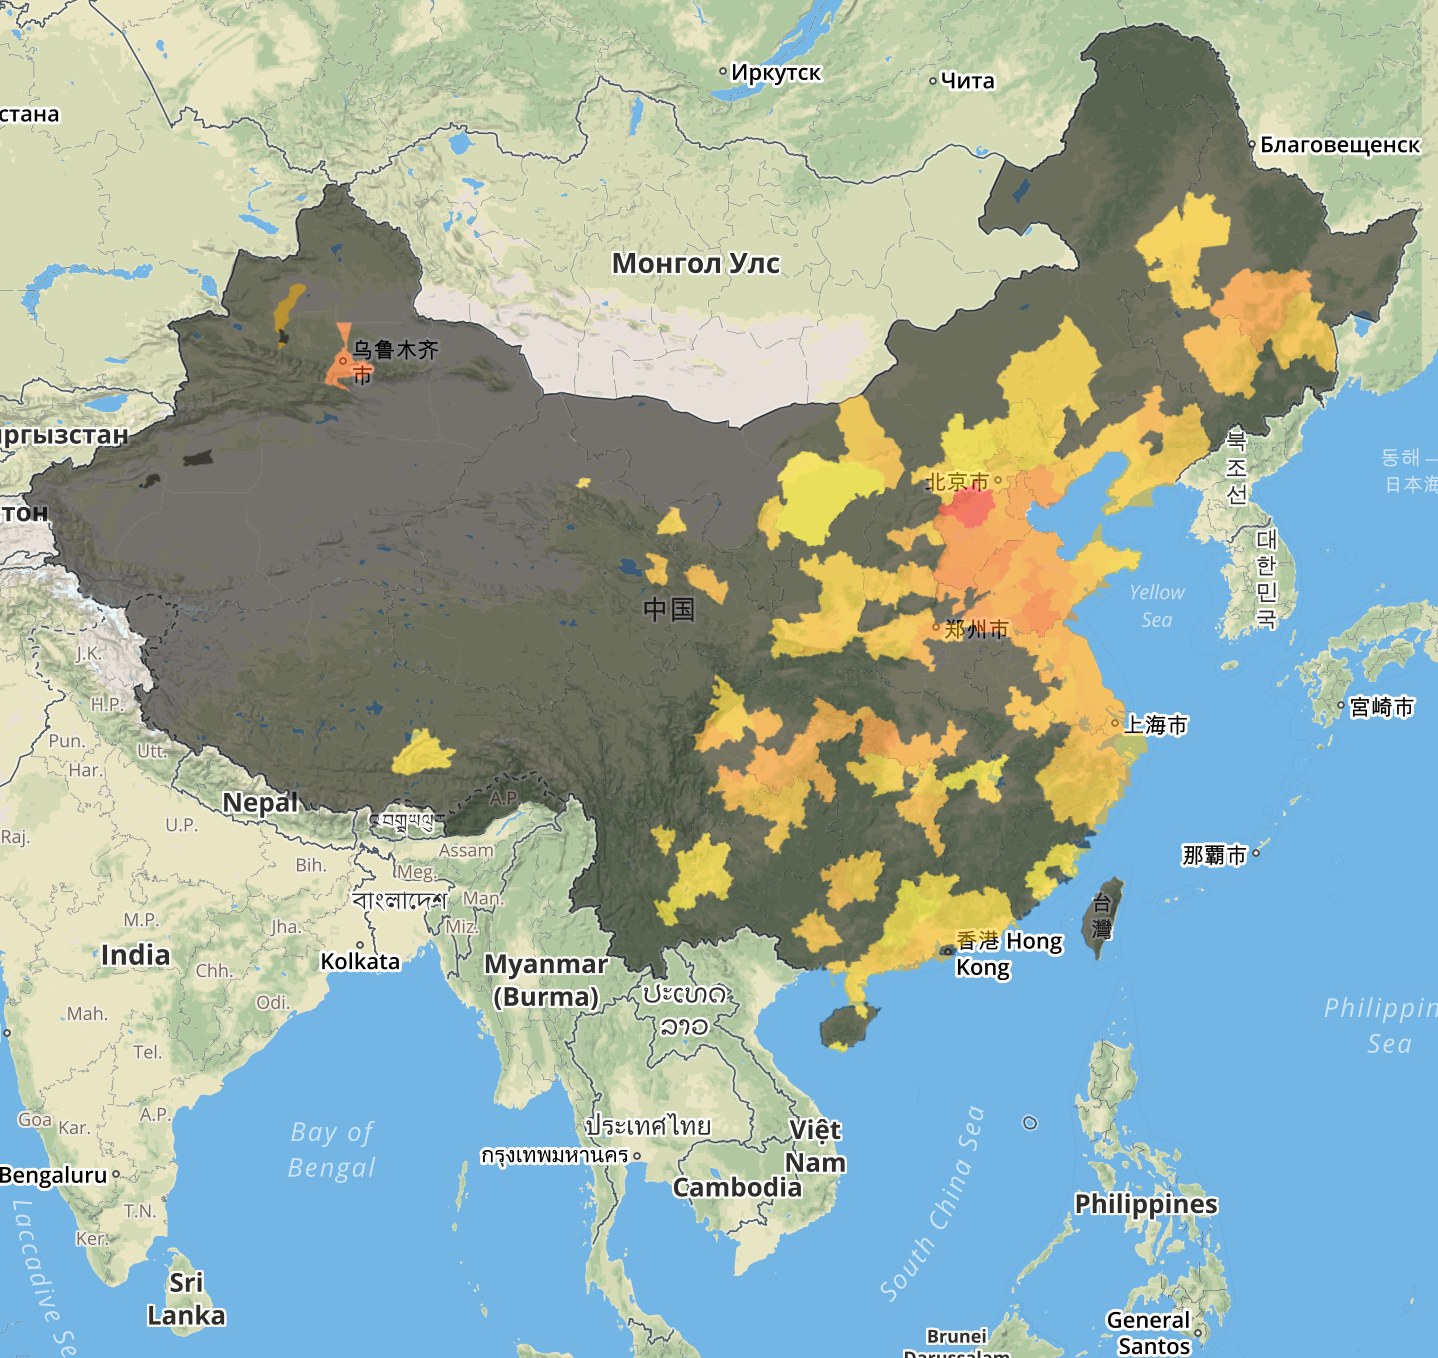 Иркутск
Чита
стана
Благовещенск
Монгол Улс
乌鲁木齐
市
ыргызстан
북
조
선
동해
日本海
北京市
тон
대
한
민
국
中国
Yellow
Sea
郑州市
J.K.
H.P.
宮崎市
上海市
Pun.
Utt.
Har.
Nepal
A.P.
འབྲུགཡུལ
Raj.
U.P.
Assam
那覇市
Bih.
Meg.
বাংলাদেশ
Man.
台
灣
M.P.
Jha.
Miz.
India
Kolkata
香港 Hong
Kong
Myanmar
(Burma)
Chh.
ປະເທດ
ລາວ
Odi.
Mah.
Philippin
Sea
Tel.
Goa
Kar.
A.P.
Bay of
Bengal
ประเทศไทย
Việt
Nam
กรุงเทพมหานคร
Bengaluru
Cambodia
South China Sea
Philippines
T.N.
Ker.
Laccadive Se
Sri
Lanka
General
Santos
Brunei
Darussalam